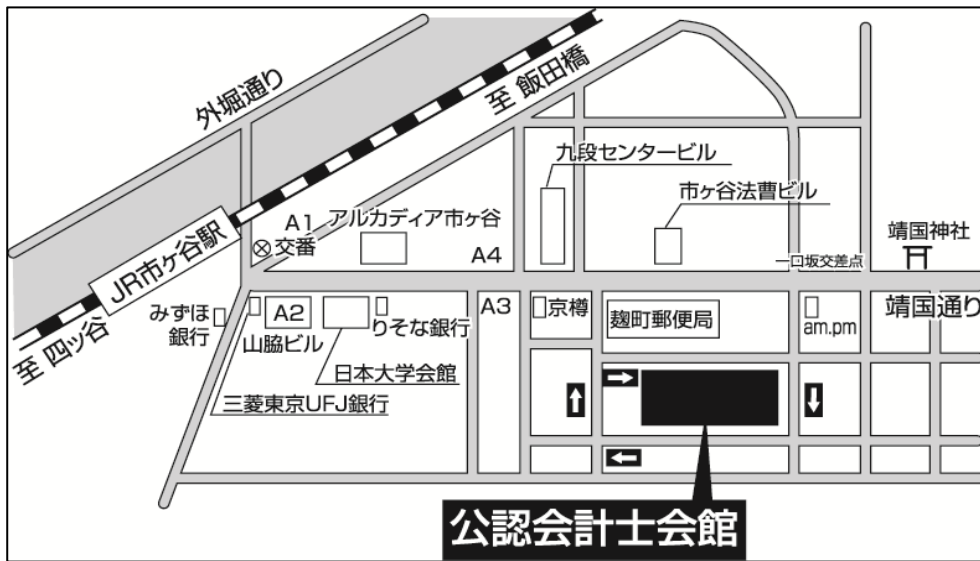 外堀通り
至 飯田橋
九段センタービル
市ヶ谷法曹ビル
A1
アルカディア市ヶ谷
交番
A4
一口坂交差点
靖国神社
JR市ヶ谷駅
みずほ
銀行
A2
山脇ビル
りそな銀行
A3
京樽
麹町郵便局
am.pm
靖国通り
至 四ツ谷
日本大学会館
三菱東京UFJ銀行
公認会計士会館